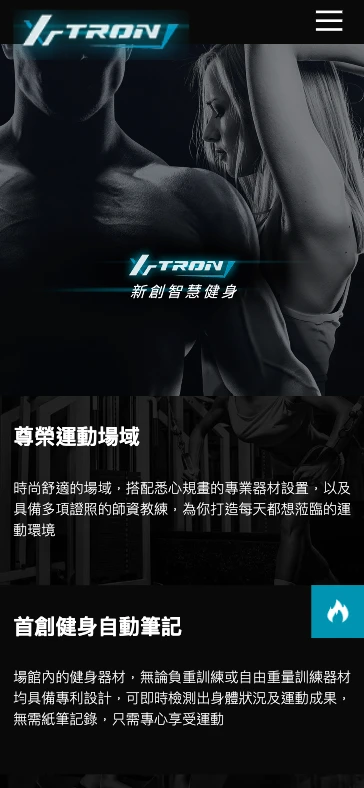 XTRON
XTRON
新創智慧健身
尊榮運動場域
時尚舒適的場域，搭配悉心規畫的專業器材設置，以及
具備多項證照的師資教練，為你打造每天都想蒞臨的運
動環境
首創健身自動筆記
場館內的健身器材，無論負重訓練或自由重量訓練器材
均具備專利設計，可即時檢測出身體狀況及運動成果，
無需紙筆記錄，只需專心享受運動